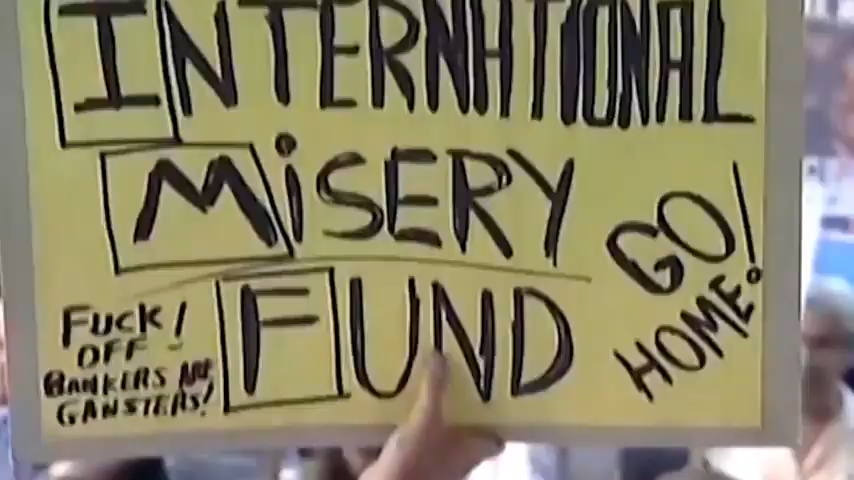 INTERNATIONAL
MiSERY
FUND
GO!
HOME!
FUCK!
OFF -
BANKERS ARE
GANSTERS!